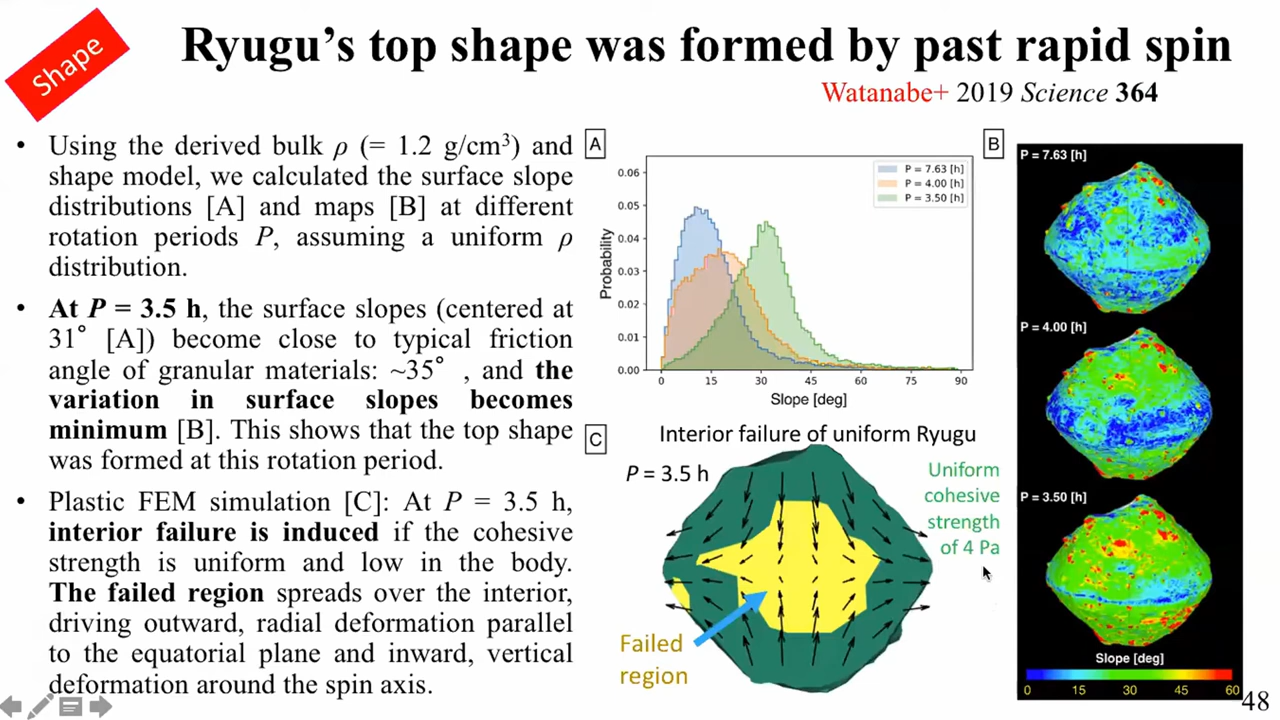 Shape
Ryugu’s top shape was formed by past rapid spin
Watanabe+ 2019 Science 364
• Using the derived bulk ρ (= 1.2 g/cm³) and
shape model, we calculated the surface slope
distributions [A] and maps [B] at different
rotation periods P, assuming a uniform ρ
distribution.
• At P = 3.5 h, the surface slopes (centered at
31° [A]) become close to typical friction
angle of granular materials: ~35° , and the
variation in surface slopes becomes
minimum [B]. This shows that the top shape
was formed at this rotation period.
• Plastic FEM simulation [C]: At P = 3.5 h,
interior failure is induced if the cohesive
strength is uniform and low in the body.
The failed region spreads over the interior,
driving outward, radial deformation parallel
to the equatorial plane and inward, vertical
deformation around the spin axis.
A
P = 7.63 [h]
P = 4.00 [h]
P = 3.50 [h]
0.06
0.05
0.04
0.03
0.02
0.01
0.00
Probability
0 15 30 45 60 75 90
Slope [deg]
C
Interior failure of uniform Ryugu
P = 3.5 h
Uniform
cohesive
strength
of 4 Pa
Failed
region
B
P = 7.63 [h]
P = 4.00 [h]
P = 3.50 [h]
Slope [deg]
0 15 30 45 60
48